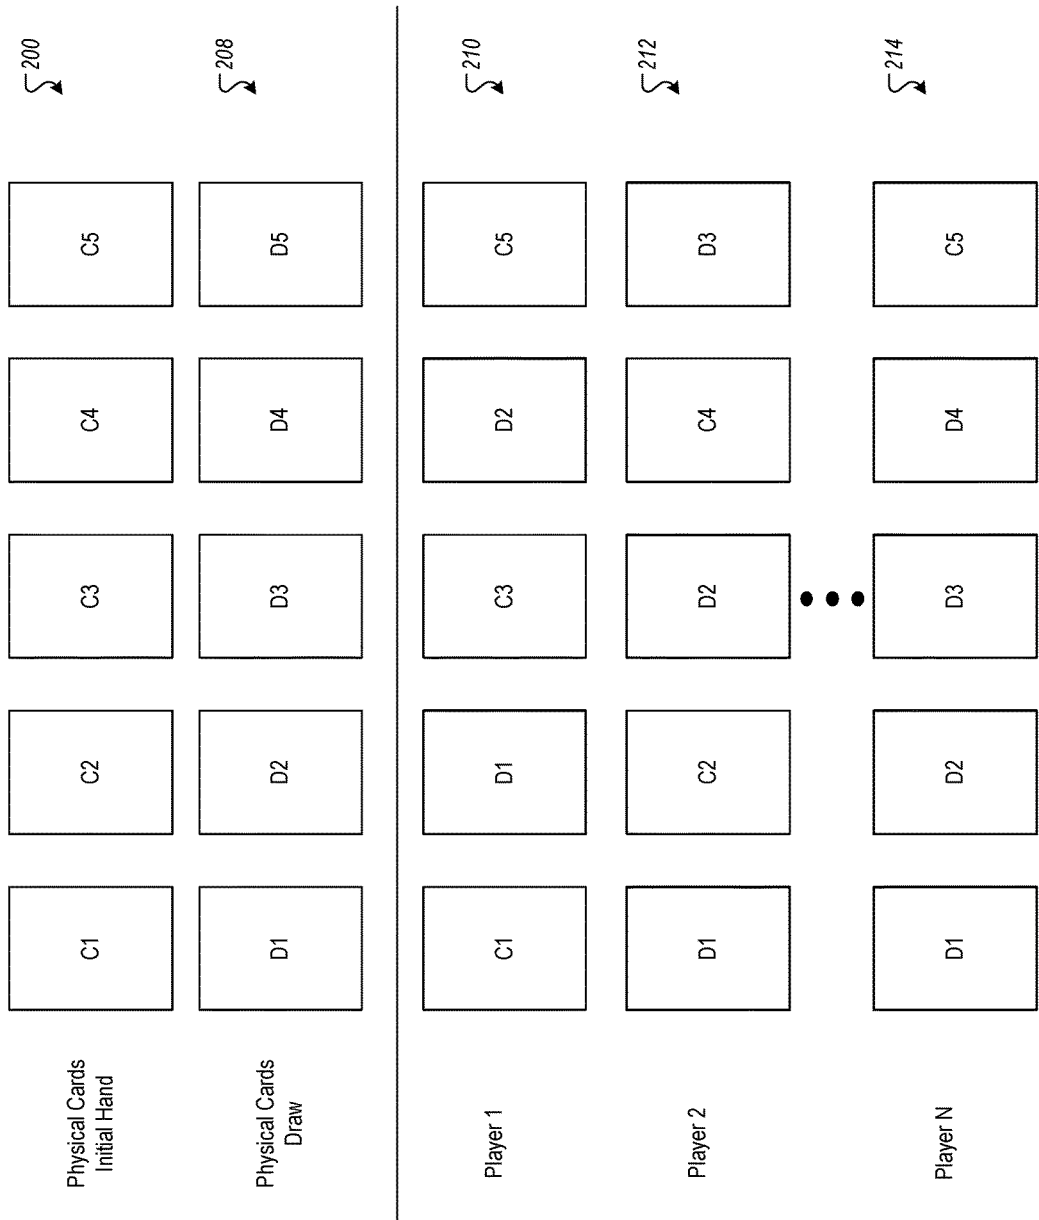 Physical Cards
Initial Hand
C1
C2
C3
C4
C5
200
Physical Cards
Draw
D1
D2
D3
D4
D5
208
Player 1
C1
D1
C3
D2
C5
210
Player 2
D1
C2
D2
C4
D3
212
Player N
D1
D2
D3
D4
C5
214